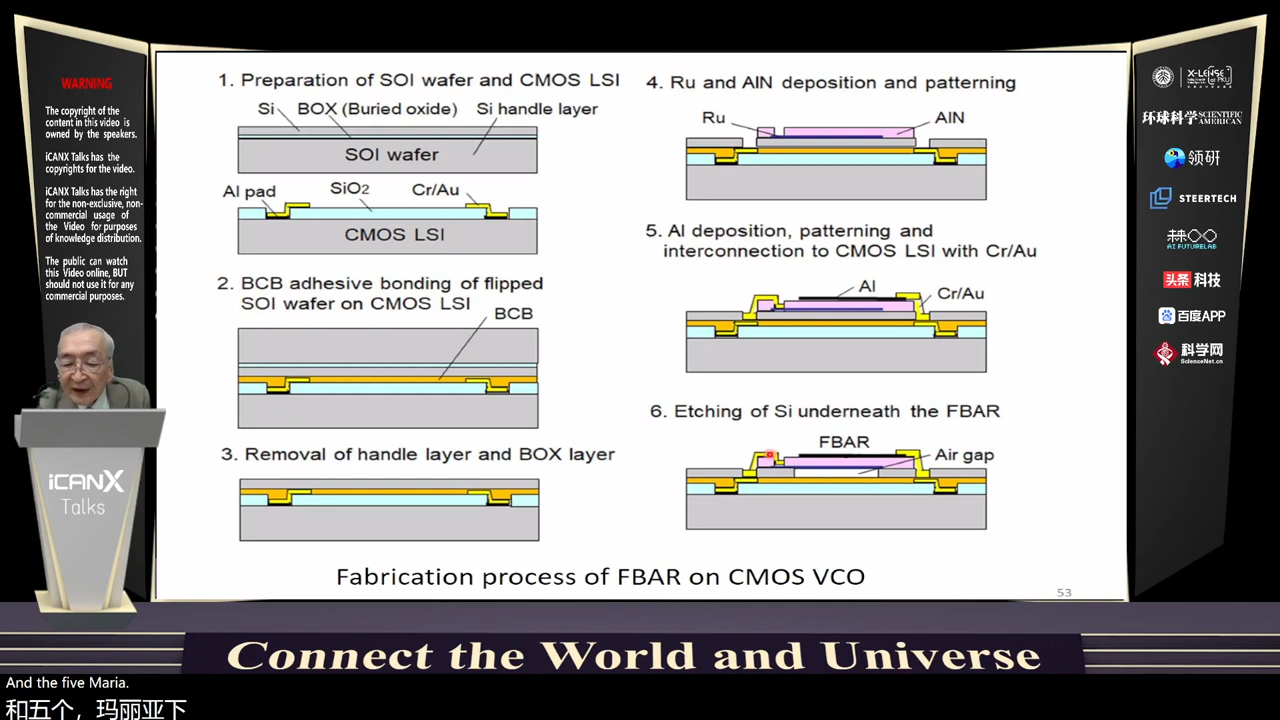 WARNING
The copyright of the
content in this video is
owned by the speakers.
iCANX Talks has the
copyrights for the video.
iCANX Talks has the right
for the non-exclusive, non-
commercial usage of
the Video for purposes
of knowledge distribution.
The public can watch
this Video online, BUT
should not use it for any
commercial purposes.
iCANX
Talks
1. Preparation of SOI wafer and CMOS LSI
Si
BOX (Buried oxide)
Si handle layer
SOI wafer
Al pad
SiO2
Cr/Au
CMOS LSI
2. BCB adhesive bonding of flipped
SOI wafer on CMOS LSI
BCB
3. Removal of handle layer and BOX layer
4. Ru and AlN deposition and patterning
Ru
AlN
5. Al deposition, patterning and
interconnection to CMOS LSI with Cr/Au
Al
Cr/Au
6. Etching of Si underneath the FBAR
FBAR
Air gap
Fabrication process of FBAR on CMOS VCO
53
X-LENSE
环球科学 SCIENTIFIC AMERICAN
领研
STEERTECH
AI FUTURELAB
头条 科技
百度APP
科学网
ScienceNet.cn
Connect the World and Universe
And the five Maria.
和五个，玛丽亚下